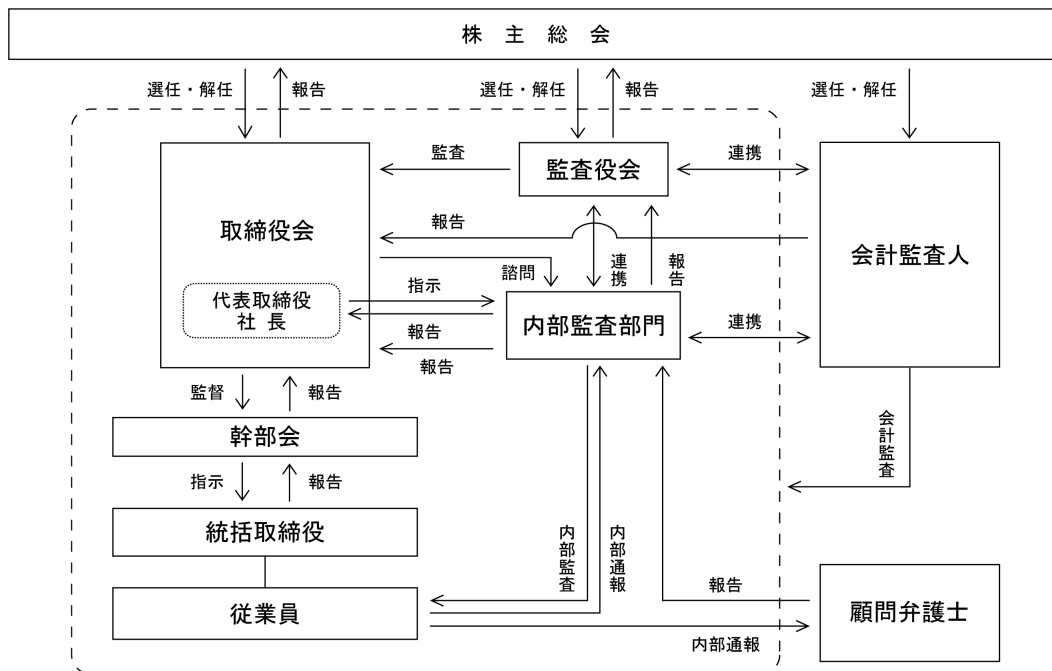 株主総会
選任・解任
報告
選任・解任
報告
選任・解任
監査
監査役会
連携
取締役会
報告
会計監査人
諮問
連携
報告
指示
代表取締役
社長
内部監査部門
連携
報告
報告
監督
報告
幹部会
会計監査
指示
報告
統括取締役
内部監査
内部通報
報告
顧問弁護士
従業員
内部通報